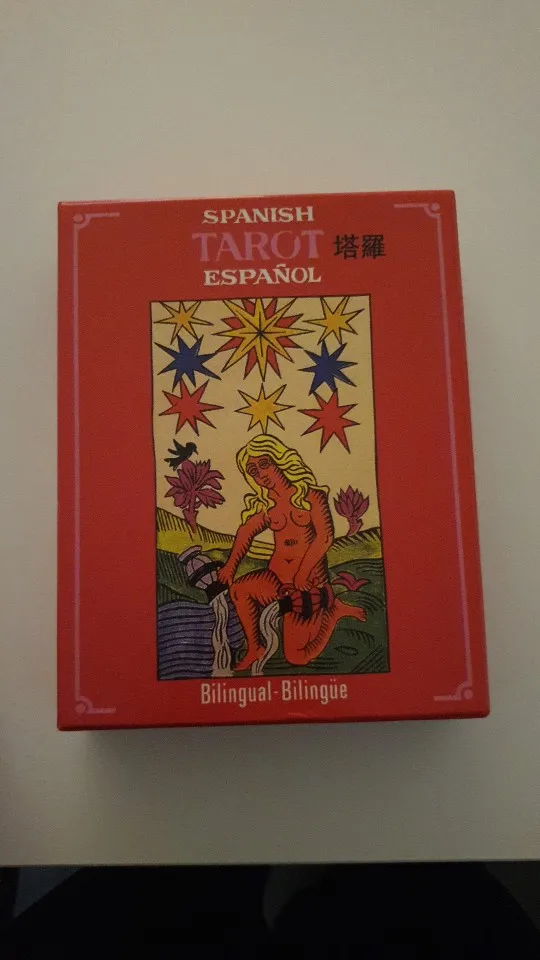 SPANISH
TAROT 塔羅
ESPAÑOL
Bilingual-Bilingüe